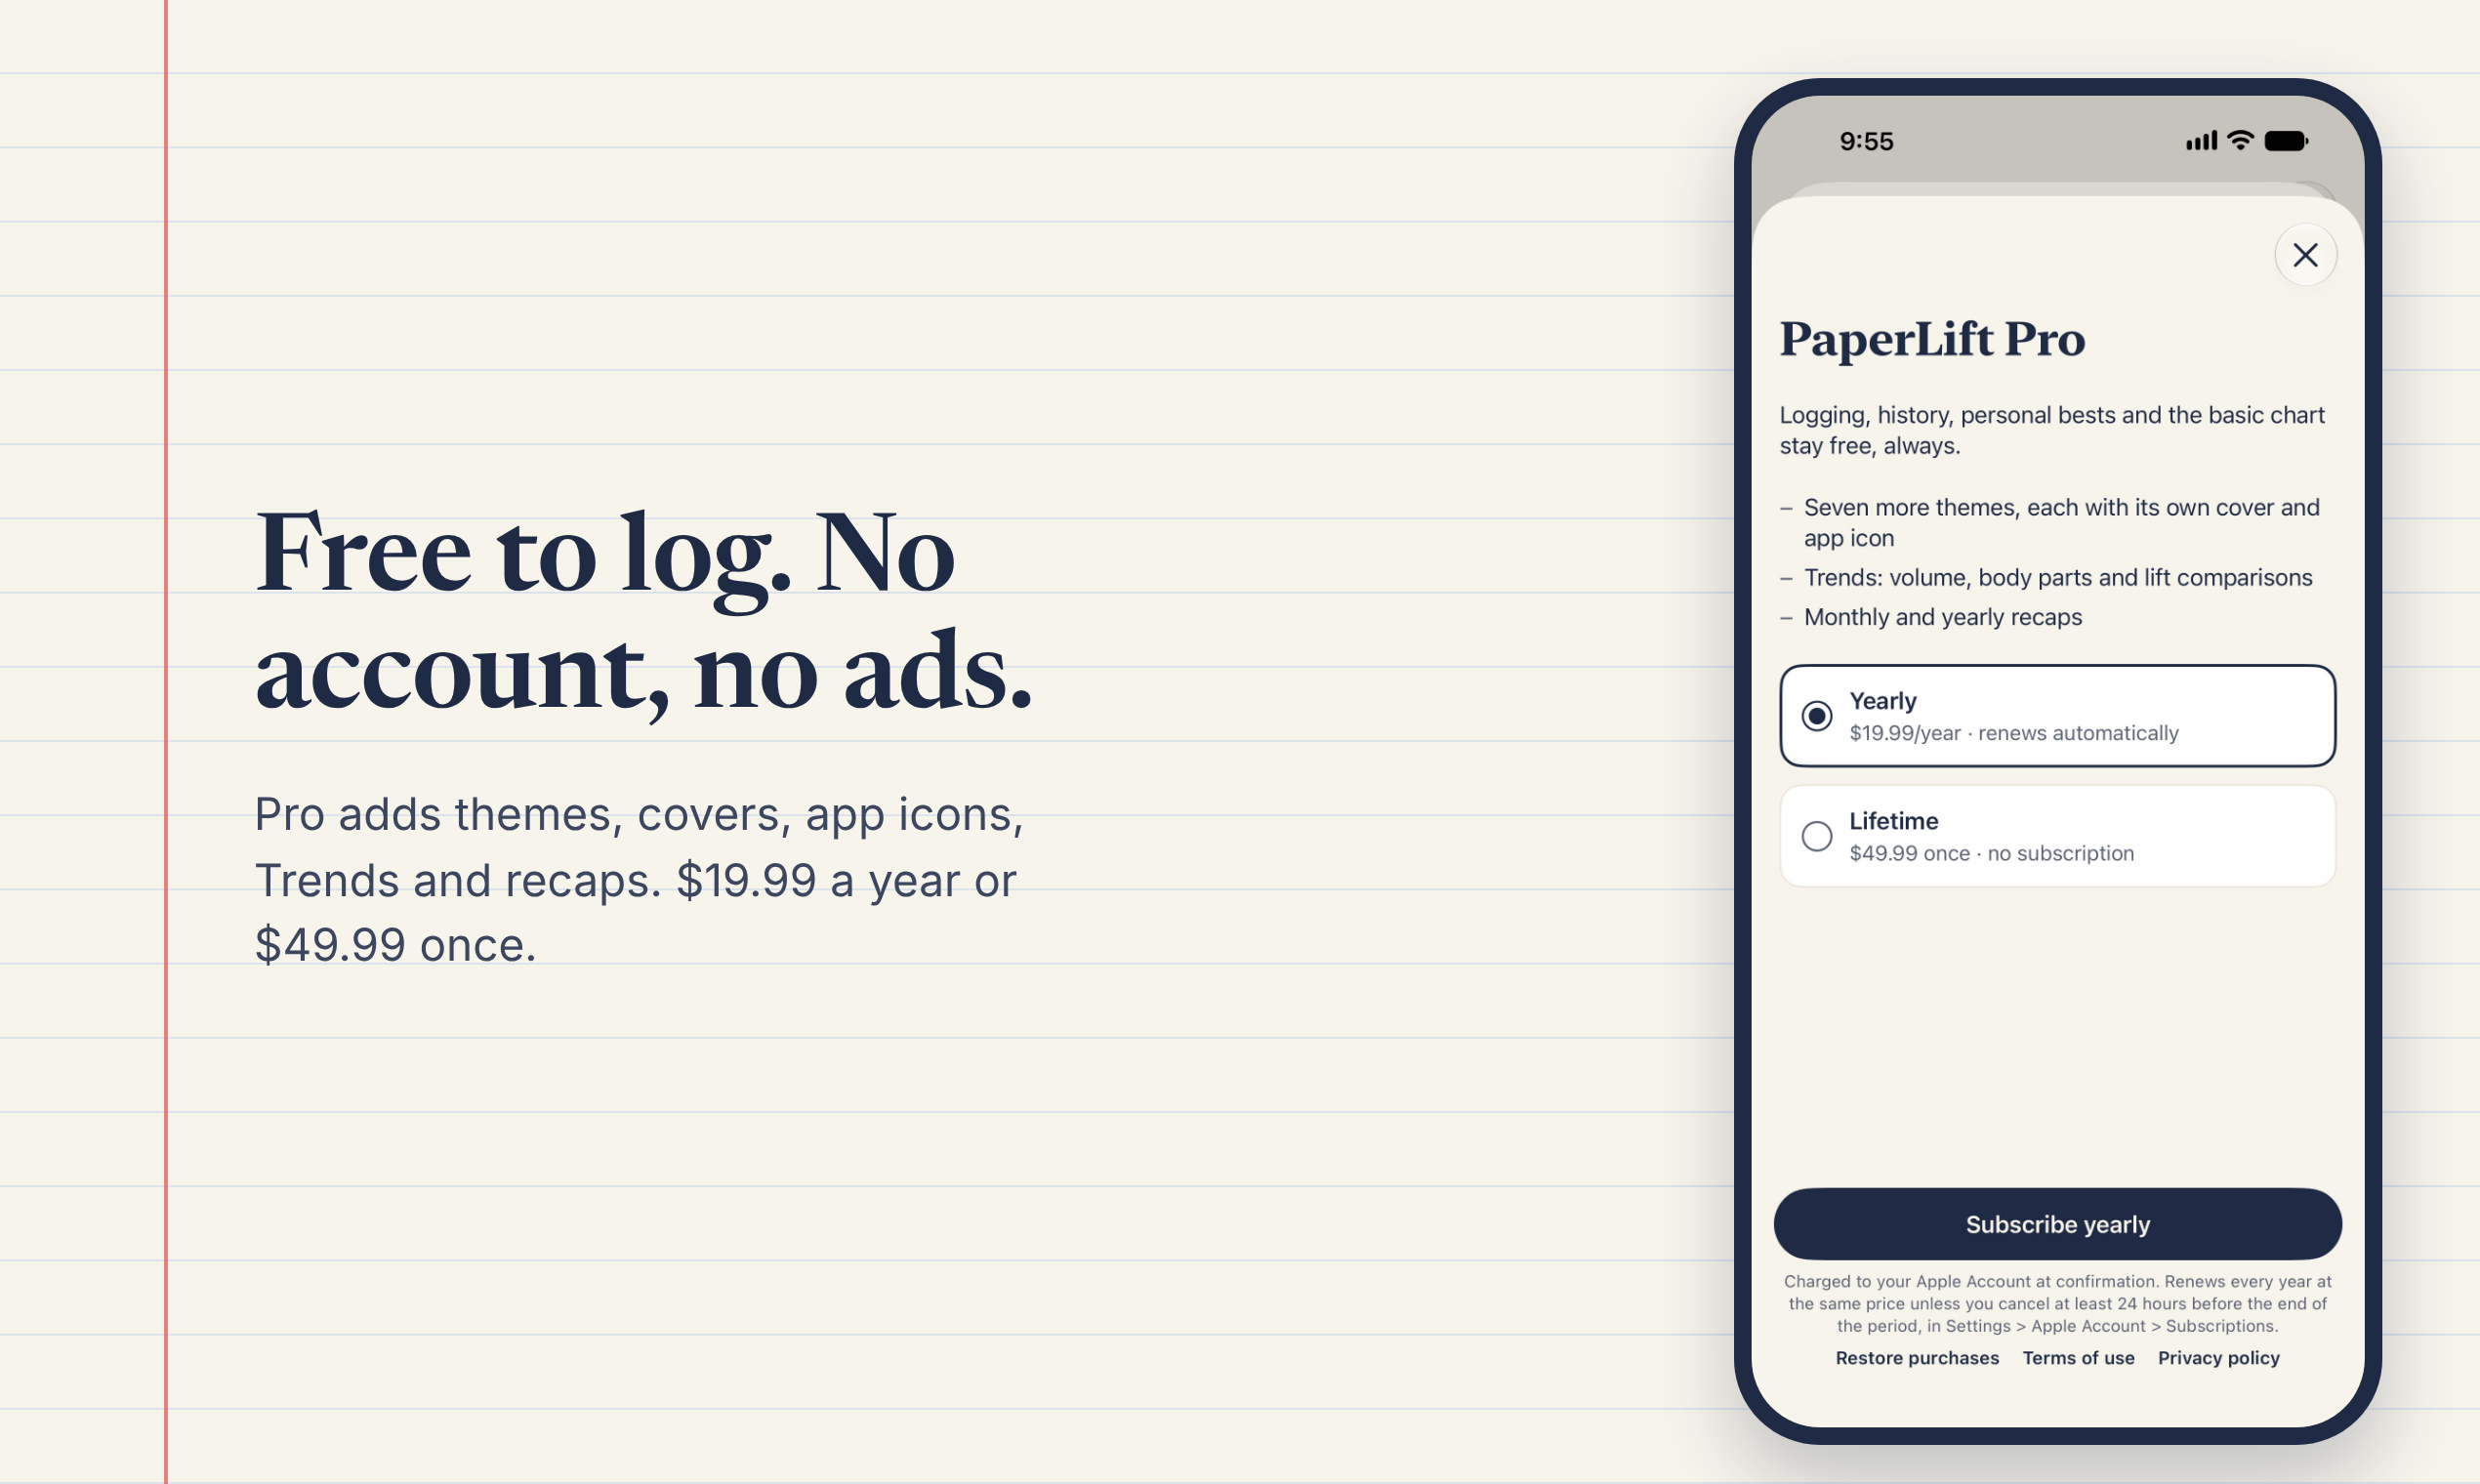 Free to log. No
account, no ads.
Pro adds themes, covers, app icons,
Trends and recaps. $19.99 a year or
$49.99 once.
9:55
PaperLift Pro
Logging, history, personal bests and the basic chart
stay free, always.
– Seven more themes, each with its own cover and
app icon
– Trends: volume, body parts and lift comparisons
– Monthly and yearly recaps
Yearly
$19.99/year · renews automatically
Lifetime
$49.99 once · no subscription
Subscribe yearly
Charged to your Apple Account at confirmation. Renews every year at
the same price unless you cancel at least 24 hours before the end of
the period, in Settings > Apple Account > Subscriptions.
Restore purchases Terms of use Privacy policy